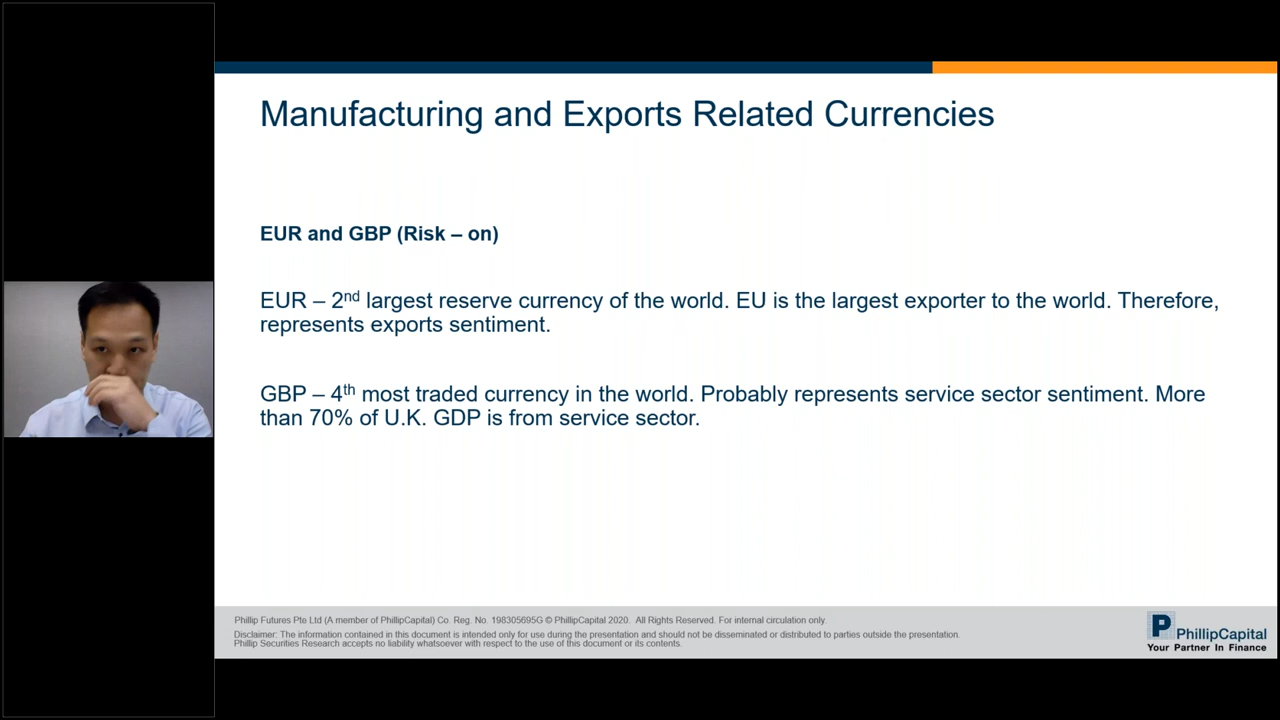 Manufacturing and Exports Related Currencies
EUR and GBP (Risk – on)
EUR – 2nd largest reserve currency of the world. EU is the largest exporter to the world. Therefore,
represents exports sentiment.
GBP – 4th most traded currency in the world. Probably represents service sector sentiment. More
than 70% of U.K. GDP is from service sector.
Phillip Futures Pte Ltd (A member of PhillipCapital) Co. Reg. No. 198305695G © PhillipCapital 2020. All Rights Reserved. For internal circulation only.
Disclaimer: The information contained in this document is intended only for use during the presentation and should not be disseminated or distributed to parties outside the presentation.
Phillip Securities Research accepts no liability whatsoever with respect to the use of this document or its contents.
P PhillipCapital
Your Partner In Finance